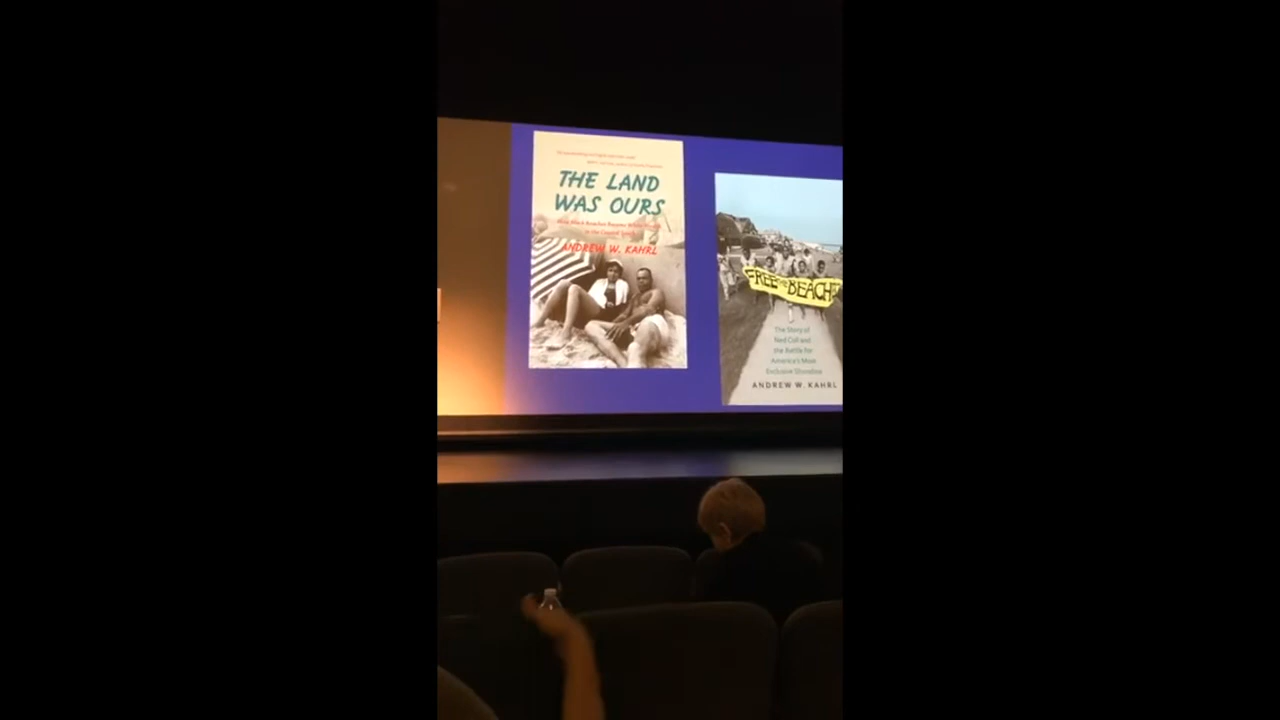 THE LAND
WAS OURS
ANDREW W. KAHRL
FREE THE BEACH
The Story of
Ned Coll and
the Battle for
America's Most
Exclusive Shoreline
ANDREW W. KAHRL